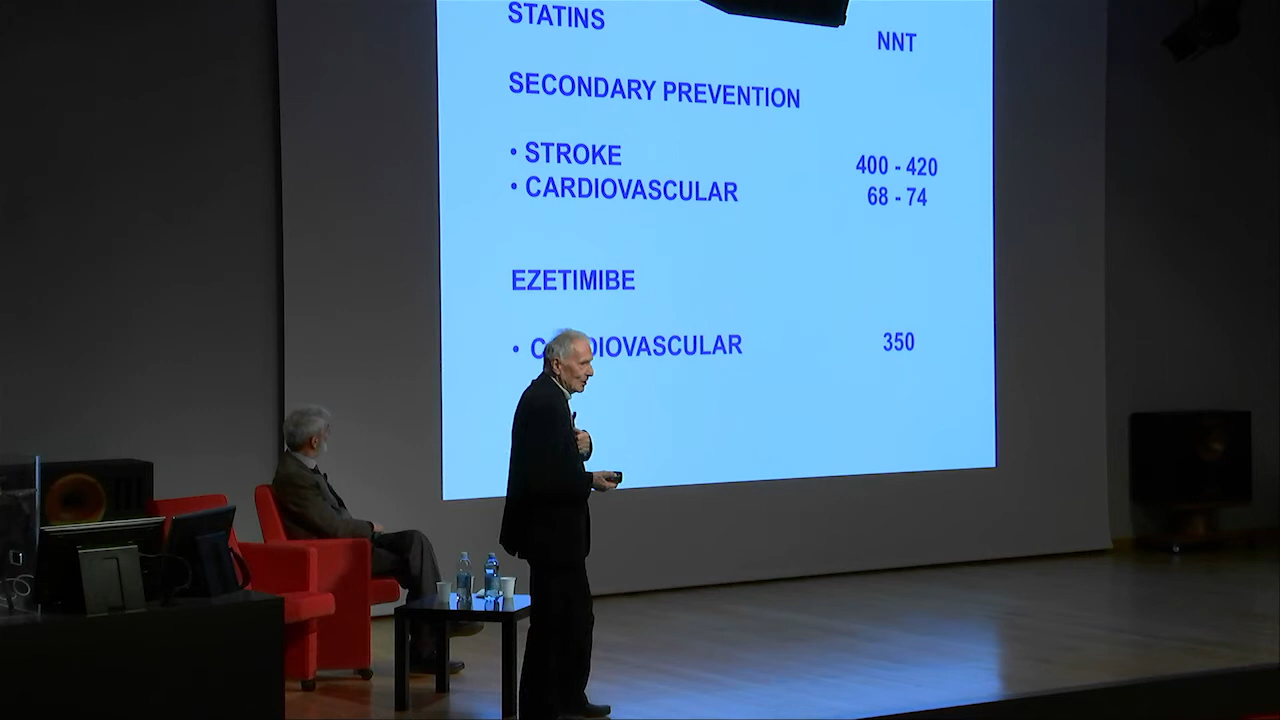 STATINS
NNT
SECONDARY PREVENTION
• STROKE 400 - 420
• CARDIOVASCULAR 68 - 74
EZETIMIBE
• CARDIOVASCULAR 350